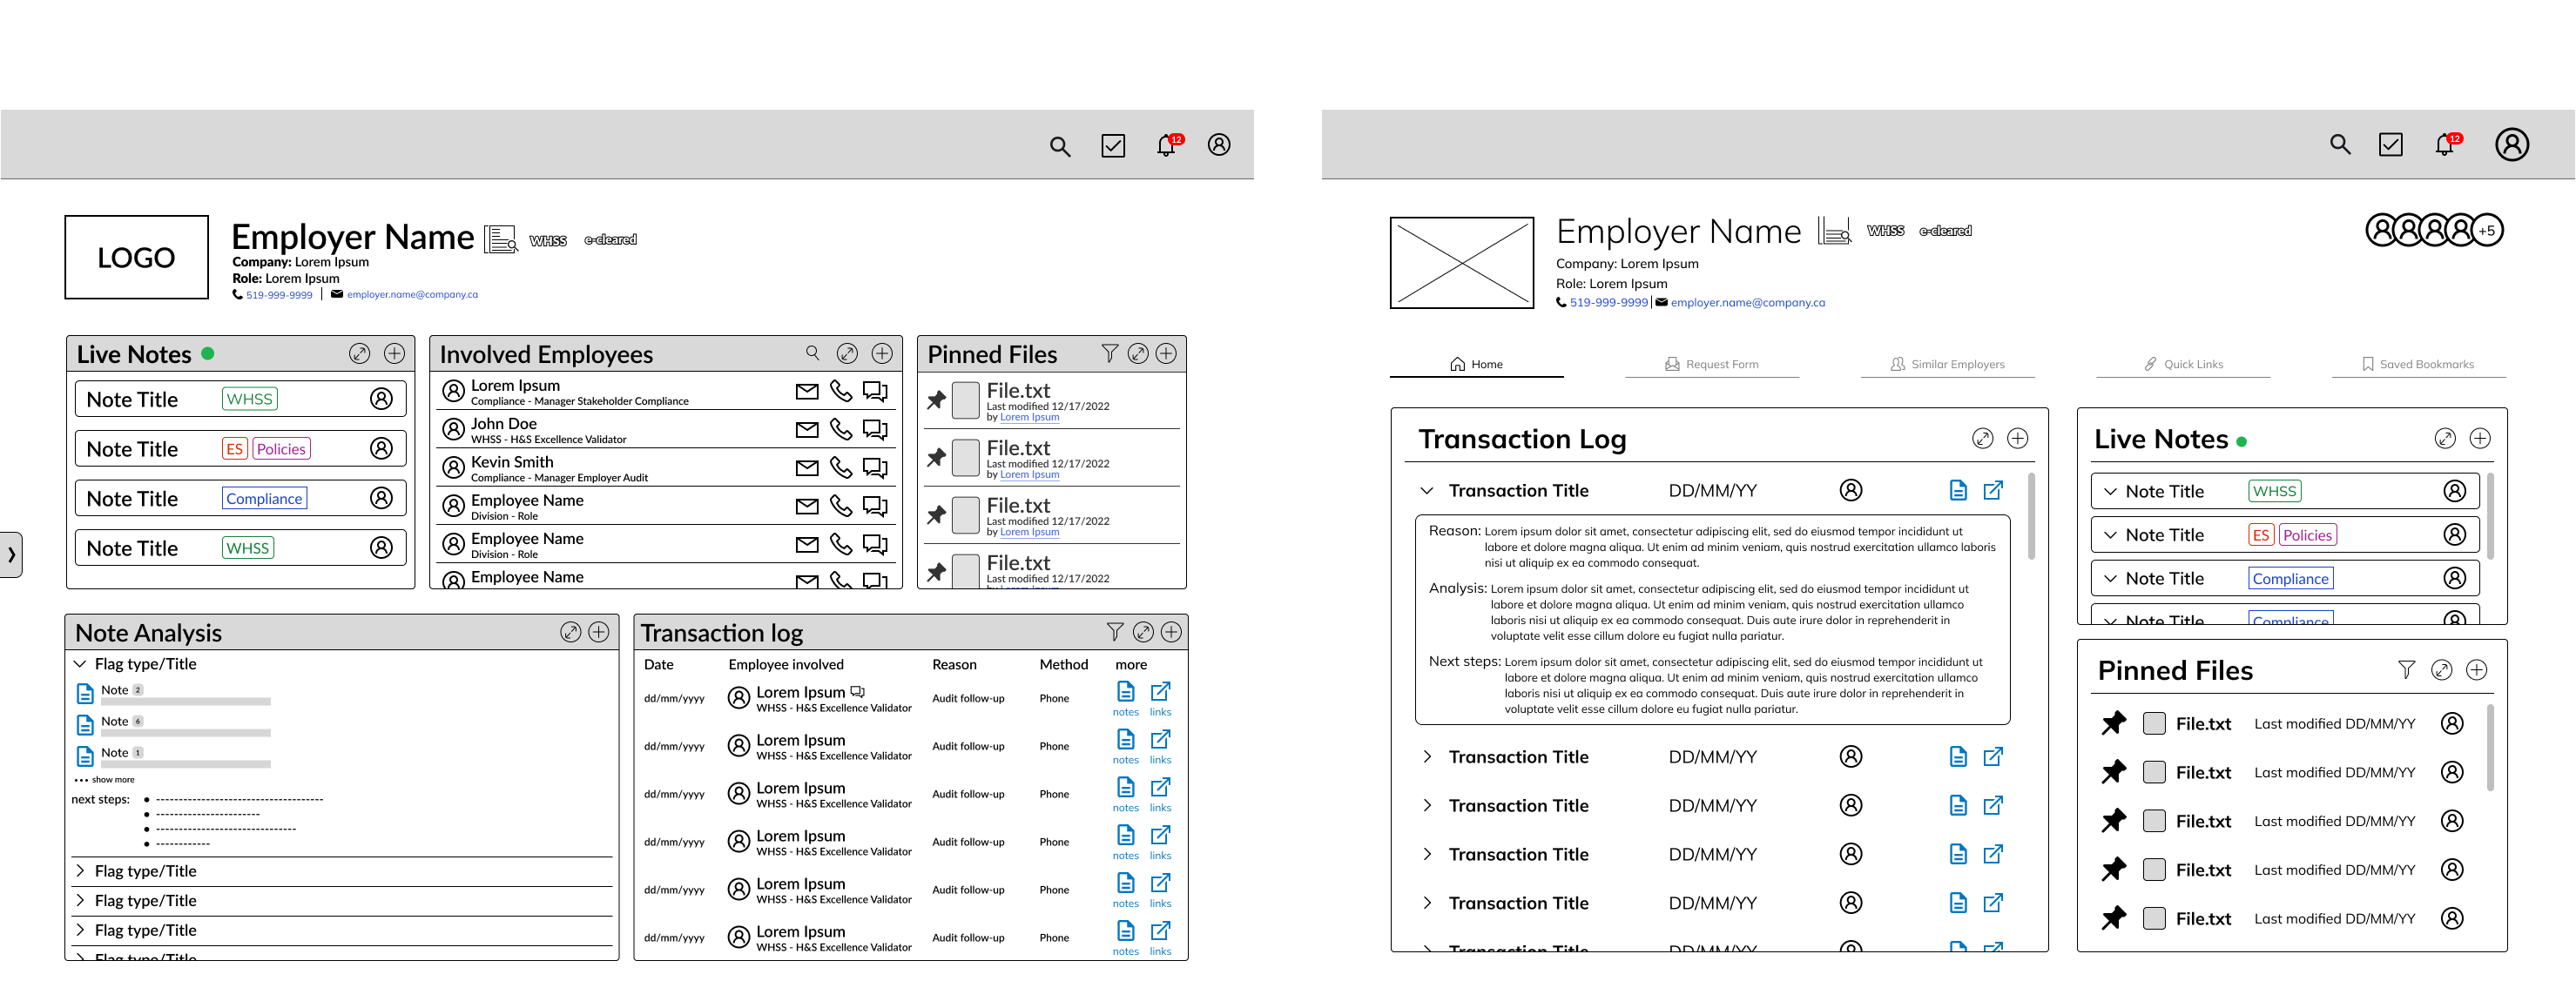 12
LOGO
Employer Name
WHSS
e-cleared
Company: Lorem Ipsum
Role: Lorem Ipsum
519-999-9999 | employer.name@company.ca
Live Notes
Note Title WHSS
Note Title ES Policies
Note Title Compliance
Note Title WHSS
Involved Employees
Lorem Ipsum
Compliance - Manager Stakeholder Compliance
John Doe
WHSS - H&S Excellence Validator
Kevin Smith
Compliance - Manager Employer Audit
Employee Name
Division - Role
Employee Name
Division - Role
Employee Name
Pinned Files
File.txt
Last modified 12/17/2022
by Lorem Ipsum
File.txt
Last modified 12/17/2022
by Lorem Ipsum
File.txt
Last modified 12/17/2022
by Lorem Ipsum
File.txt
Last modified 12/17/2022
by Lorem Ipsum
Note Analysis
Flag type/Title
Note 2
Note 6
Note 1
••• show more
next steps:
Flag type/Title
Flag type/Title
Flag type/Title
Flag type/Title
Transaction log
Date Employee involved Reason Method more
dd/mm/yyyy Lorem Ipsum Audit follow-up Phone
WHSS - H&S Excellence Validator
notes links
dd/mm/yyyy Lorem Ipsum Audit follow-up Phone
WHSS - H&S Excellence Validator
notes links
dd/mm/yyyy Lorem Ipsum Audit follow-up Phone
WHSS - H&S Excellence Validator
notes links
dd/mm/yyyy Lorem Ipsum Audit follow-up Phone
WHSS - H&S Excellence Validator
notes links
dd/mm/yyyy Lorem Ipsum Audit follow-up Phone
WHSS - H&S Excellence Validator
notes links
dd/mm/yyyy Lorem Ipsum Audit follow-up Phone
WHSS - H&S Excellence Validator
notes links
12
Employer Name
WHSS
e-cleared
+5
Company: Lorem Ipsum
Role: Lorem Ipsum
519-999-9999 | employer.name@company.ca
Home
Request Form
Similar Employers
Quick Links
Saved Bookmarks
Transaction Log
Transaction Title DD/MM/YY
Reason: Lorem ipsum dolor sit amet, consectetur adipiscing elit, sed do eiusmod tempor incididunt ut
labore et dolore magna aliqua. Ut enim ad minim veniam, quis nostrud exercitation ullamco laboris
nisi ut aliquip ex ea commodo consequat.
Analysis: Lorem ipsum dolor sit amet, consectetur adipiscing elit, sed do eiusmod tempor incididunt ut
labore et dolore magna aliqua. Ut enim ad minim veniam, quis nostrud exercitation ullamco
laboris nisi ut aliquip ex ea commodo consequat. Duis aute irure dolor in reprehenderit in
voluptate velit esse cillum dolore eu fugiat nulla pariatur.
Next steps: Lorem ipsum dolor sit amet, consectetur adipiscing elit, sed do eiusmod tempor incididunt ut
labore et dolore magna aliqua. Ut enim ad minim veniam, quis nostrud exercitation ullamco
laboris nisi ut aliquip ex ea commodo consequat. Duis aute irure dolor in reprehenderit in
voluptate velit esse cillum dolore eu fugiat nulla pariatur.
Transaction Title DD/MM/YY
Transaction Title DD/MM/YY
Transaction Title DD/MM/YY
Transaction Title DD/MM/YY
Transaction Title DD/MM/YY
Live Notes
Note Title WHSS
Note Title ES Policies
Note Title Compliance
Note Title Compliance
Pinned Files
File.txt Last modified DD/MM/YY
File.txt Last modified DD/MM/YY
File.txt Last modified DD/MM/YY
File.txt Last modified DD/MM/YY
File.txt Last modified DD/MM/YY